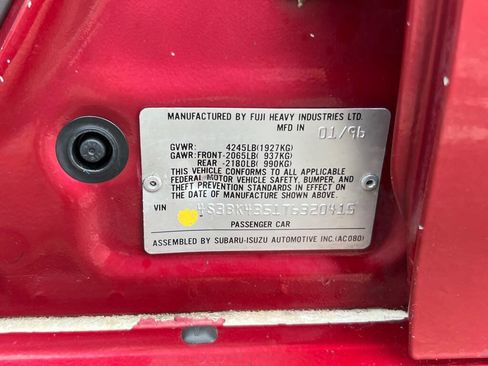 MANUFACTURED BY FUJI HEAVY INDUSTRIES LTD.
MFD IN 01/96
GVWR: 4245LB(1927KG)
GAWR:FRONT-2065LB( 937KG)
REAR -2180LB( 990KG)
THIS VEHICLE CONFORMS TO ALL APPLICABLE
FEDERAL MOTOR VEHICLE SAFETY, BUMPER, AND
THEFT PREVENTION STANDARDS IN EFFECT ON
THE DATE OF MANUFACTURE SHOWN ABOVE.
VIN
PASSENGER CAR
ASSEMBLED BY SUBARU-ISUZU AUTOMOTIVE INC.(AC080)